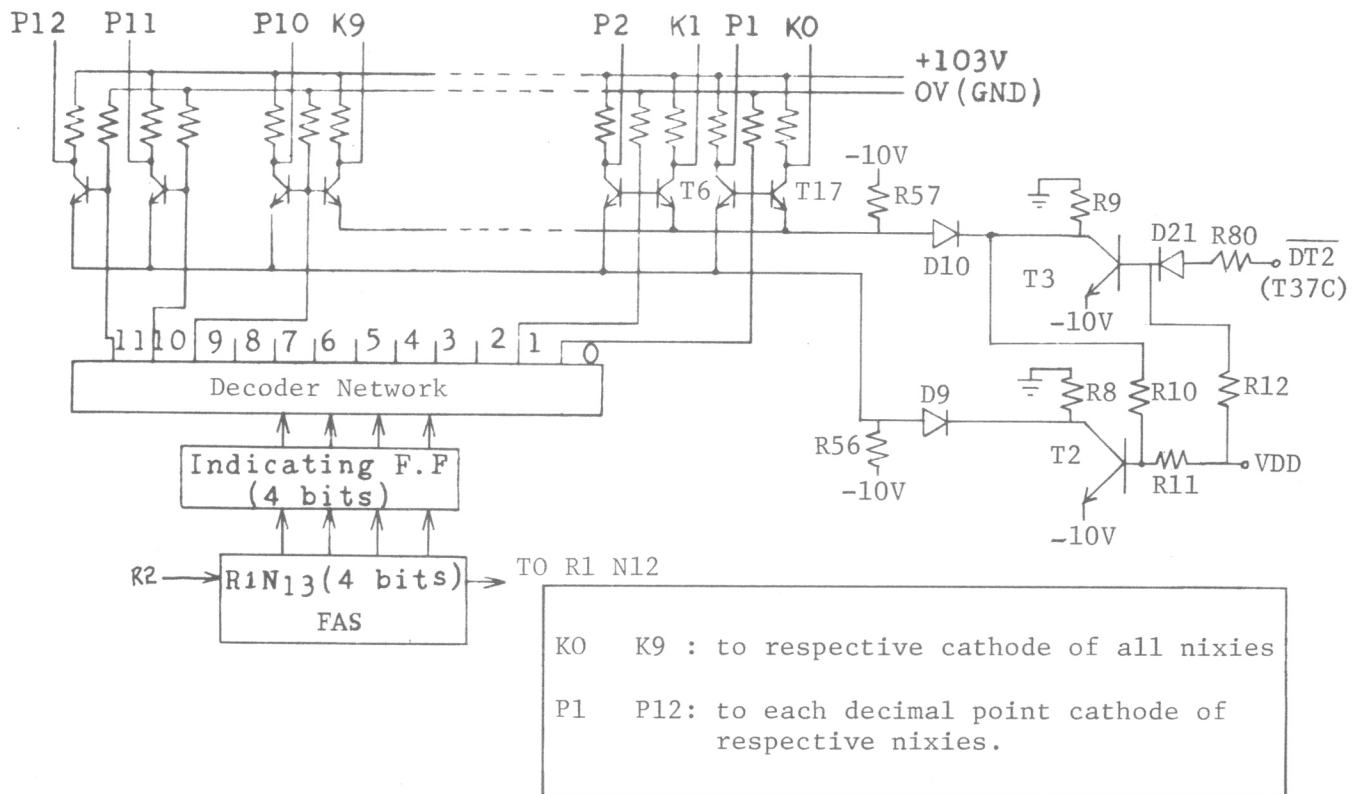 P12 P11 P10 K9 P2 K1 P1 K0
+103V
0V(GND)
-10V
T6 T17
R57 R9
D21 R80 DT2
D10 T3 (T37C)
-10V
11 10 9 8 7 6 5 4 3 2 1 0
Decoder Network
D9 R8 R10 R12
R56 T2 VDD
R11
-10V
-10V
Indicating F.F
(4 bits)
R2 R1N13(4 bits) TO R1 N12
FAS
K0 K9 : to respective cathode of all nixies
P1 P12: to each decimal point cathode of
respective nixies.